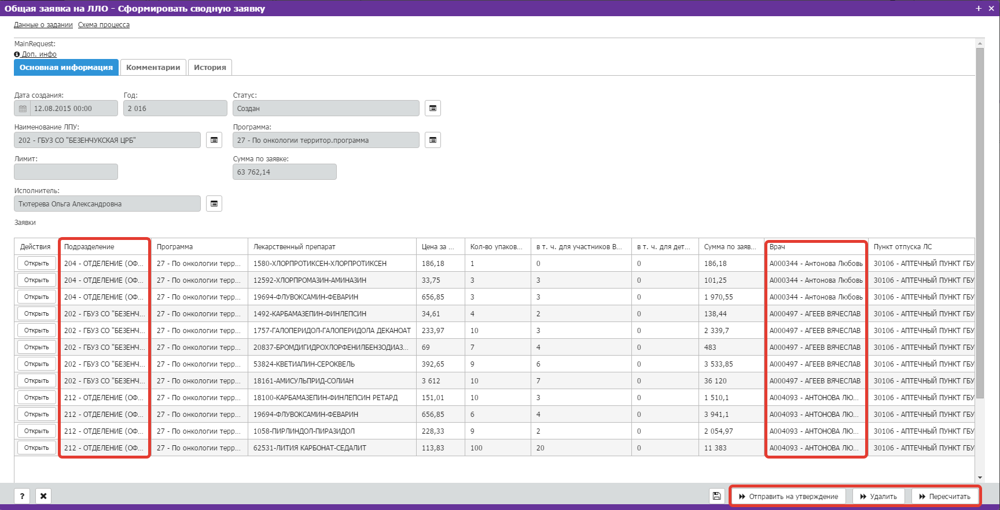 Общая заявка на ЛЛО - Сформировать сводную заявку
Данные о задании Схема процесса
MainRequest:
Доп. инфо
Основная информация Комментарии История
Дата создания: Год: Статус:
12.08.2015 00:00 2 016 Создан
Наименование ЛПУ: Программа:
202 - ГБУЗ СО "БЕЗЕНЧУКСКАЯ ЦРБ" 27 - По онкологии территор.программа
Лимит: Сумма по заявке:
63 762,14
Исполнитель:
Тютерева Ольга Александровна
Заявки
Действия Подразделение Программа Лекарственный препарат Цена за ... Кол-во упаков... в т. ч. для участников В... в т. ч. для дет... Сумма по заяв... Врач Пункт отпуска ЛС
Открыть 204 - ОТДЕЛЕНИЕ (ОФ... 27 - По онкологии терр... 1580-ХЛОРПРОТИКСЕН-ХЛОРПРОТИКСЕН 186,18 1 0 0 186,18 А000344 - Антонова Любовь 30106 - АПТЕЧНЫЙ ПУНКТ ГБУ
Открыть 204 - ОТДЕЛЕНИЕ (ОФ... 27 - По онкологии терр... 12592-ХЛОРПРОМАЗИН-АМИНАЗИН 33,75 3 3 0 101,25 А000344 - Антонова Любовь 30106 - АПТЕЧНЫЙ ПУНКТ ГБУ
Открыть 204 - ОТДЕЛЕНИЕ (ОФ... 27 - По онкологии терр... 19694-ФЛУВОКСАМИН-ФЕВАРИН 656,85 3 3 0 1 970,55 А000344 - Антонова Любовь 30106 - АПТЕЧНЫЙ ПУНКТ ГБУ
Открыть 202 - ГБУЗ СО "БЕЗЕНЧ... 27 - По онкологии терр... 1492-КАРБАМАЗЕПИН-ФИНЛЕПСИН 34,61 4 2 0 138,44 А000497 - АГЕЕВ ВЯЧЕСЛАВ 30106 - АПТЕЧНЫЙ ПУНКТ ГБУ
Открыть 202 - ГБУЗ СО "БЕЗЕНЧ... 27 - По онкологии терр... 1757-ГАЛОПЕРИДОЛ-ГАЛОПЕРИДОЛА ДЕКАНОАТ 233,97 10 3 0 2 339,7 А000497 - АГЕЕВ ВЯЧЕСЛАВ 30106 - АПТЕЧНЫЙ ПУНКТ ГБУ
Открыть 202 - ГБУЗ СО "БЕЗЕНЧ... 27 - По онкологии терр... 20837-БРОМДИГИДРОХЛОРФЕНИЛБЕНЗОДИАЗ... 69 7 4 0 483 А000497 - АГЕЕВ ВЯЧЕСЛАВ 30106 - АПТЕЧНЫЙ ПУНКТ ГБУ
Открыть 202 - ГБУЗ СО "БЕЗЕНЧ... 27 - По онкологии терр... 53824-КВЕТИАПИН-СЕРОКВЕЛЬ 392,65 9 6 0 3 533,85 А000497 - АГЕЕВ ВЯЧЕСЛАВ 30106 - АПТЕЧНЫЙ ПУНКТ ГБУ
Открыть 202 - ГБУЗ СО "БЕЗЕНЧ... 27 - По онкологии терр... 18161-АМИСУЛЬПРИД-СОЛИАН 3 612 10 7 0 36 120 А000497 - АГЕЕВ ВЯЧЕСЛАВ 30106 - АПТЕЧНЫЙ ПУНКТ ГБУ
Открыть 212 - ОТДЕЛЕНИЕ (ОФ... 27 - По онкологии терр... 18100-КАРБАМАЗЕПИН-ФИНЛЕПСИН РЕТАРД 151,01 10 3 0 1 510,1 А004093 - АНТОНОВА ЛЮ... 30106 - АПТЕЧНЫЙ ПУНКТ ГБУ
Открыть 212 - ОТДЕЛЕНИЕ (ОФ... 27 - По онкологии терр... 19694-ФЛУВОКСАМИН-ФЕВАРИН 656,85 6 4 0 3 941,1 А004093 - АНТОНОВА ЛЮ... 30106 - АПТЕЧНЫЙ ПУНКТ ГБУ
Открыть 212 - ОТДЕЛЕНИЕ (ОФ... 27 - По онкологии терр... 1058-ПИРЛИНДОЛ-ПИРАЗИДОЛ 228,33 9 2 0 2 054,97 А004093 - АНТОНОВА ЛЮ... 30106 - АПТЕЧНЫЙ ПУНКТ ГБУ
Открыть 212 - ОТДЕЛЕНИЕ (ОФ... 27 - По онкологии терр... 62531-ЛИТИЯ КАРБОНАТ-СЕДАЛИТ 113,83 100 20 0 11 383 А004093 - АНТОНОВА ЛЮ... 30106 - АПТЕЧНЫЙ ПУНКТ ГБУ
? Отправить на утверждение Удалить Пересчитать